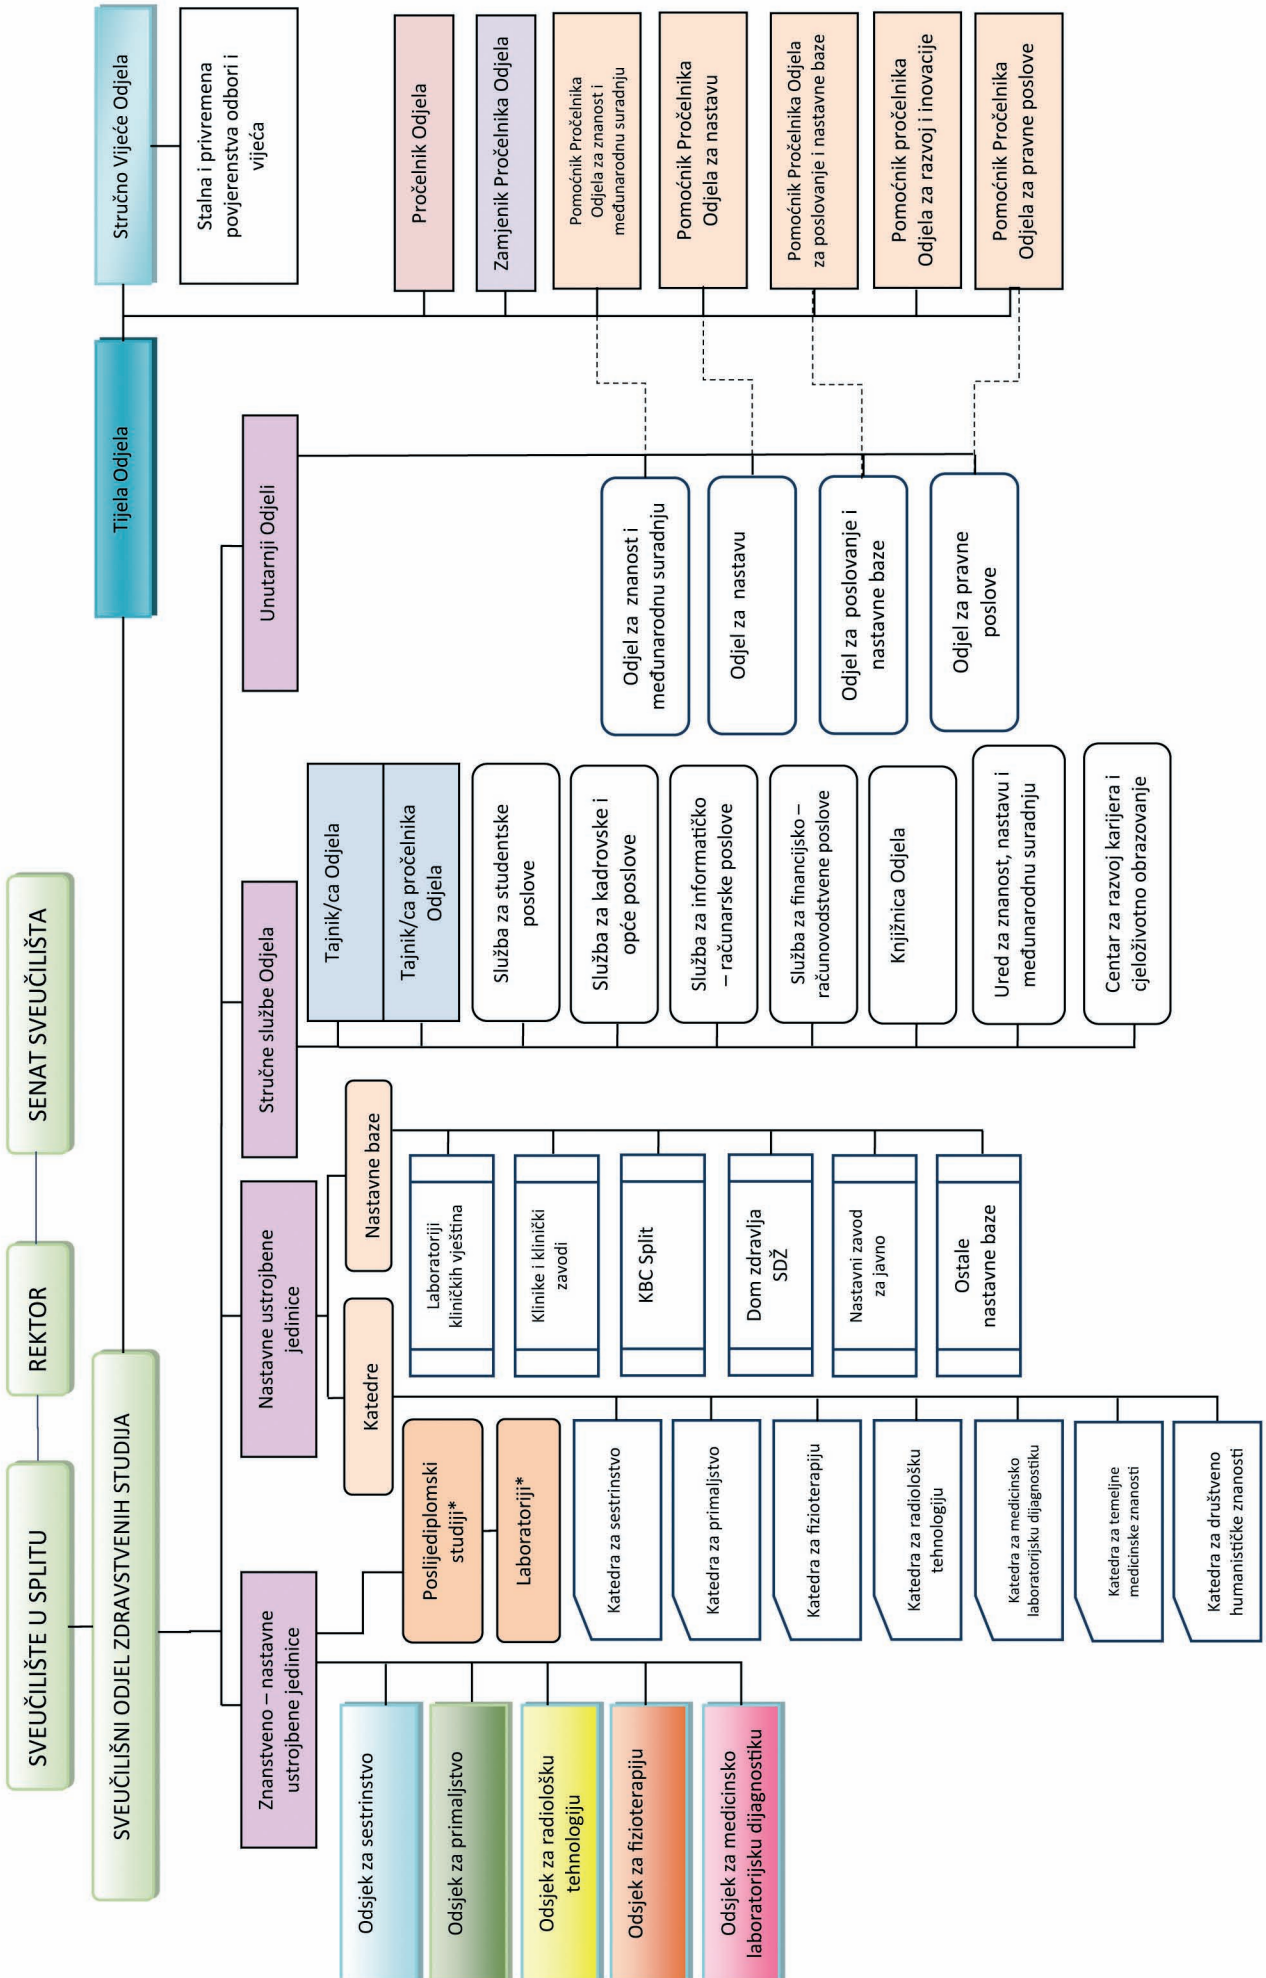 SVEUČILIŠTE U SPLITU
REKTOR
SENAT SVEUČILIŠTA
SVEUČILIŠNI ODJEL ZDRAVSTVENIH STUDIJA
Tijela Odjela
Stručno Vijeće Odjela
Stalna i privremena
povjerenstva odbori i
vijeća
Znanstveno – nastavne
ustrojbene jedinice
Nastavne ustrojbene
jedinice
Stručne službe Odjela
Unutarnji Odjeli
Odsjek za sestrinstvo
Odsjek za primaljstvo
Odsjek za radiološku
tehnologiju
Odsjek za fizioterapiju
Odsjek za medicinsko
laboratorijsku dijagnostiku
Poslijediplomski
studiji*
Laboratoriji*
Katedre
Katedra za sestrinstvo
Katedra za primaljstvo
Katedra za fizioterapiju
Katedra za radiološku
tehnologiju
Katedra za medicinsko
laboratorijsku dijagnostiku
Katedra za temeljne
medicinske znanosti
Katedra za društveno
humanističke znanosti
Nastavne baze
Laboratoriji
kliničkih vještina
Klinike i klinički
zavodi
KBC Split
Dom zdravlja
SDŽ
Nastavni zavod
za javno
Ostale
nastavne baze
Tajnik/ca Odjela
Tajnik/ca pročelnika
Odjela
Služba za studentske
poslove
Služba za kadrovske i
opće poslove
Služba za informatičko
– računarske poslove
Služba za financijsko –
računovodstvene poslove
Knjižnica Odjela
Ured za znanost, nastavu i
međunarodnu suradnju
Centar za razvoj karijera i
cjeloživotno obrazovanje
Odjel za znanost i
međunarodnu suradnju
Odjel za nastavu
Odjel za poslovanje i
nastavne baze
Odjel za pravne
poslove
Pročelnik Odjela
Zamjenik Pročelnika Odjela
Pomoćnik Pročelnika
Odjela za znanost i
međunarodnu suradnju
Pomoćnik Pročelnika
Odjela za nastavu
Pomoćnik Pročelnika Odjela
za poslovanje i nastavne baze
Pomoćnik pročelnika
Odjela za razvoj i inovacije
Pomoćnik Pročelnika
Odjela za pravne poslove